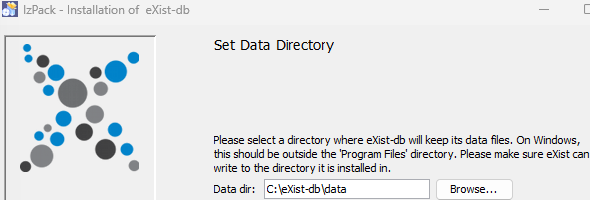 IzPack - Installation of  eXist-db
Set Data Directory
Please select a directory where eXist-db will keep its data files. On Windows,
this should be outside the 'Program Files' directory. Please make sure eXist can
write to the directory it is installed in.
Data dir: C:\eXist-db\data Browse...